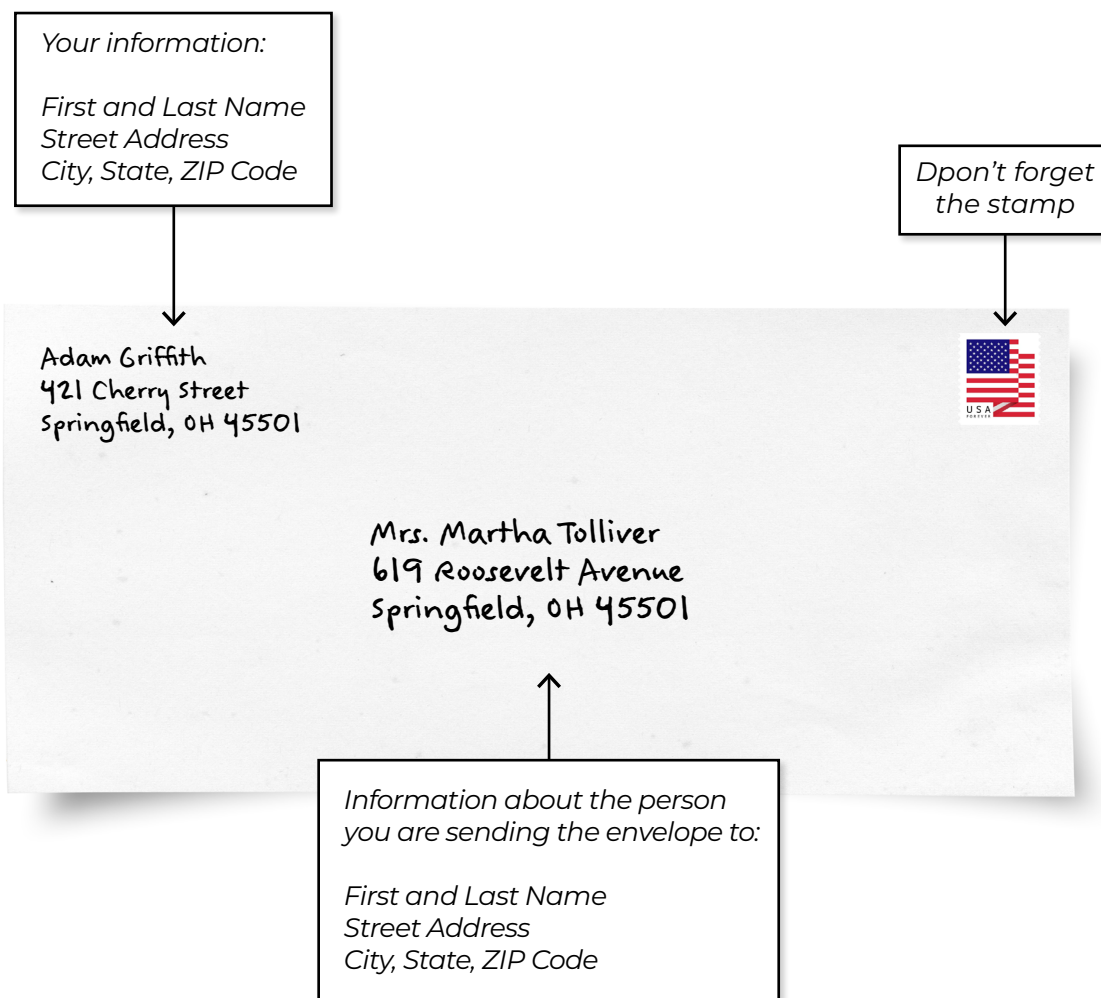 Your information:
First and Last Name
Street Address
City, State, ZIP Code
Dpon’t forget
the stamp
Adam Griffith
421 Cherry Street
Springfield, OH 45501
USA
FOREVER
Mrs. Martha Tolliver
619 Roosevelt Avenue
Springfield, OH 45501
Information about the person
you are sending the envelope to:
First and Last Name
Street Address
City, State, ZIP Code